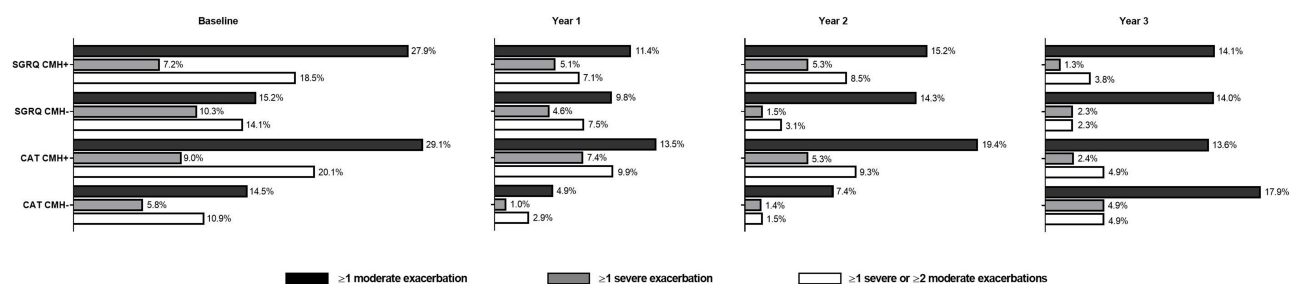 Baseline Year 1 Year 2 Year 3
27.9% 11.4% 15.2% 14.1%
SGRQ CMH+ 7.2% 5.1% 5.3% 1.3%
18.5% 7.1% 8.5% 3.8%
15.2% 9.8% 14.3% 14.0%
SGRQ CMH- 10.3% 4.6% 1.5% 2.3%
14.1% 7.5% 3.1% 2.3%
29.1% 13.5% 19.4% 13.6%
CAT CMH+ 9.0% 7.4% 5.3% 2.4%
20.1% 9.9% 9.3% 4.9%
14.5% 4.9% 7.4% 17.9%
CAT CMH- 5.8% 1.0% 1.4% 4.9%
10.9% 2.9% 1.5% 4.9%
≥1 moderate exacerbation ≥1 severe exacerbation ≥1 severe or ≥2 moderate exacerbations